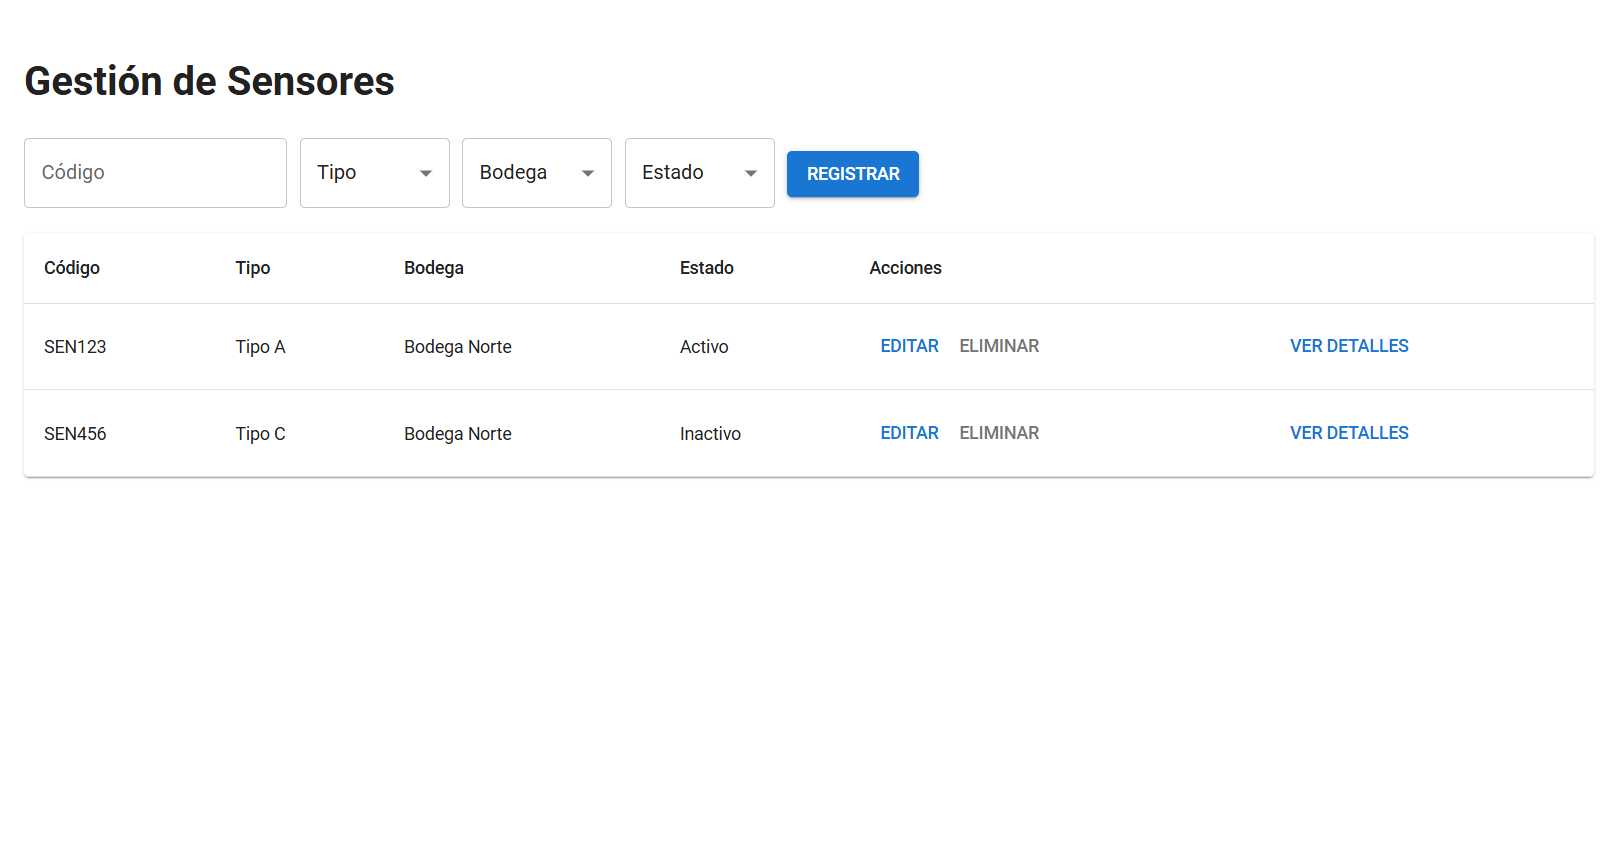 Gestión de Sensores
Código Tipo Bodega Estado REGISTRAR
Código Tipo Bodega Estado Acciones
SEN123 Tipo A Bodega Norte Activo EDITAR ELIMINAR VER DETALLES
SEN456 Tipo C Bodega Norte Inactivo EDITAR ELIMINAR VER DETALLES